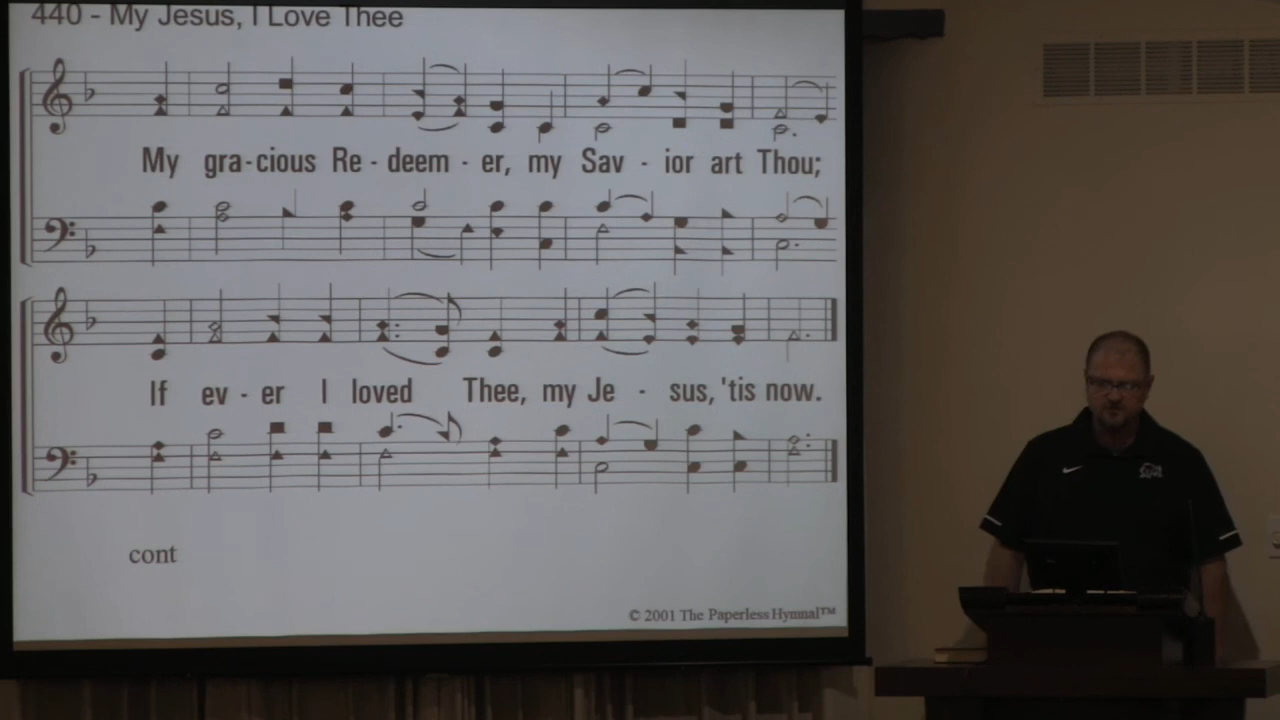 440 - My Jesus, I Love Thee
My gra-cious Re - deem - er, my Sav - ior art Thou;
If ev - er I loved Thee, my Je - sus, 'tis now.
cont
© 2001 The Paperless Hymnal™